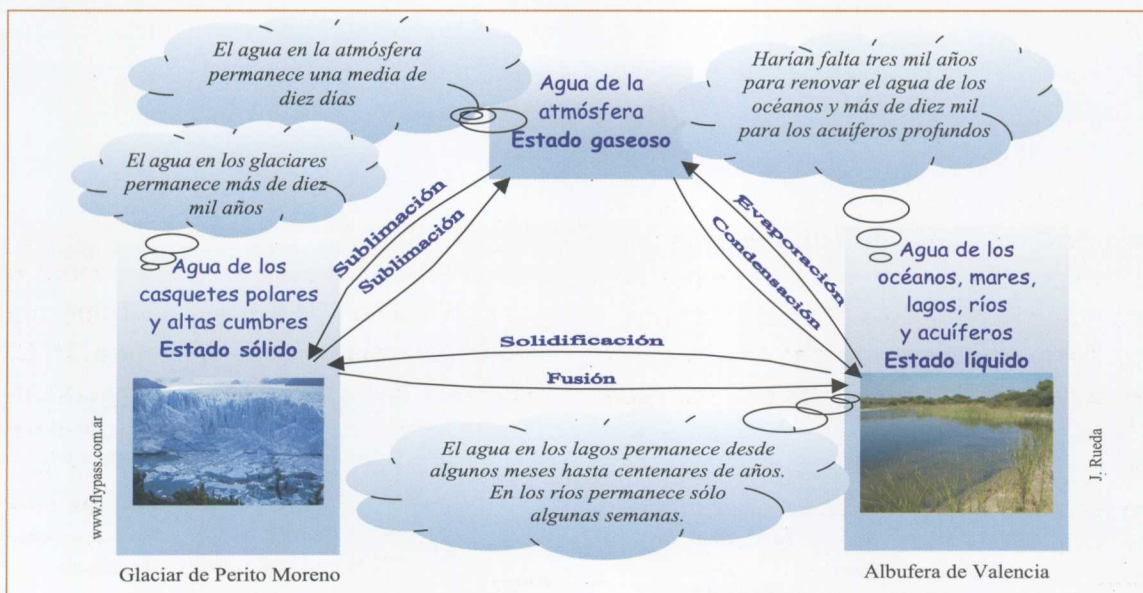 El agua en la atmósfera
permanece una media de
diez días
Agua de la
atmósfera
Estado gaseoso
Harían falta tres mil años
para renovar el agua de los
océanos y más de diez mil
para los acuíferos profundos
El agua en los glaciares
permanece más de diez
mil años
Sublimación
Sublimación
Evaporación
Condensación
Agua de los
casquetes polares
y altas cumbres
Estado sólido
Agua de los
océanos, mares,
lagos, ríos
y acuíferos
Estado líquido
Solidificación
Fusión
El agua en los lagos permanece desde
algunos meses hasta centenares de años.
En los ríos permanece sólo
algunas semanas.
www.flypass.com.ar
J. Rueda
Glaciar de Perito Moreno
Albufera de Valencia